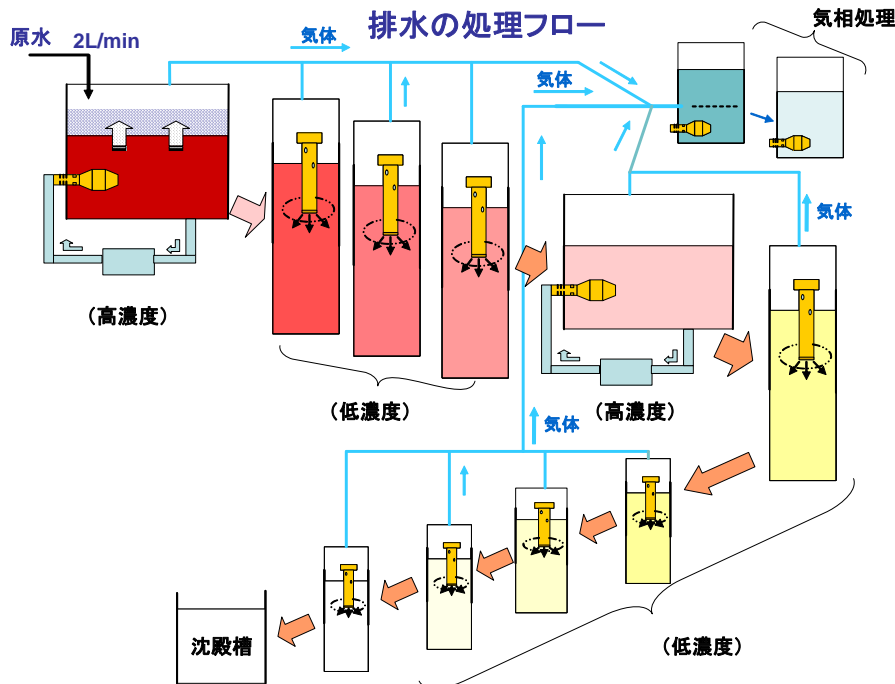 排水の処理フロー
気相処理
原水 2L/min
気体
気体
気体
(高濃度)
(低濃度)
(高濃度)
気体
(低濃度)
沈殿槽